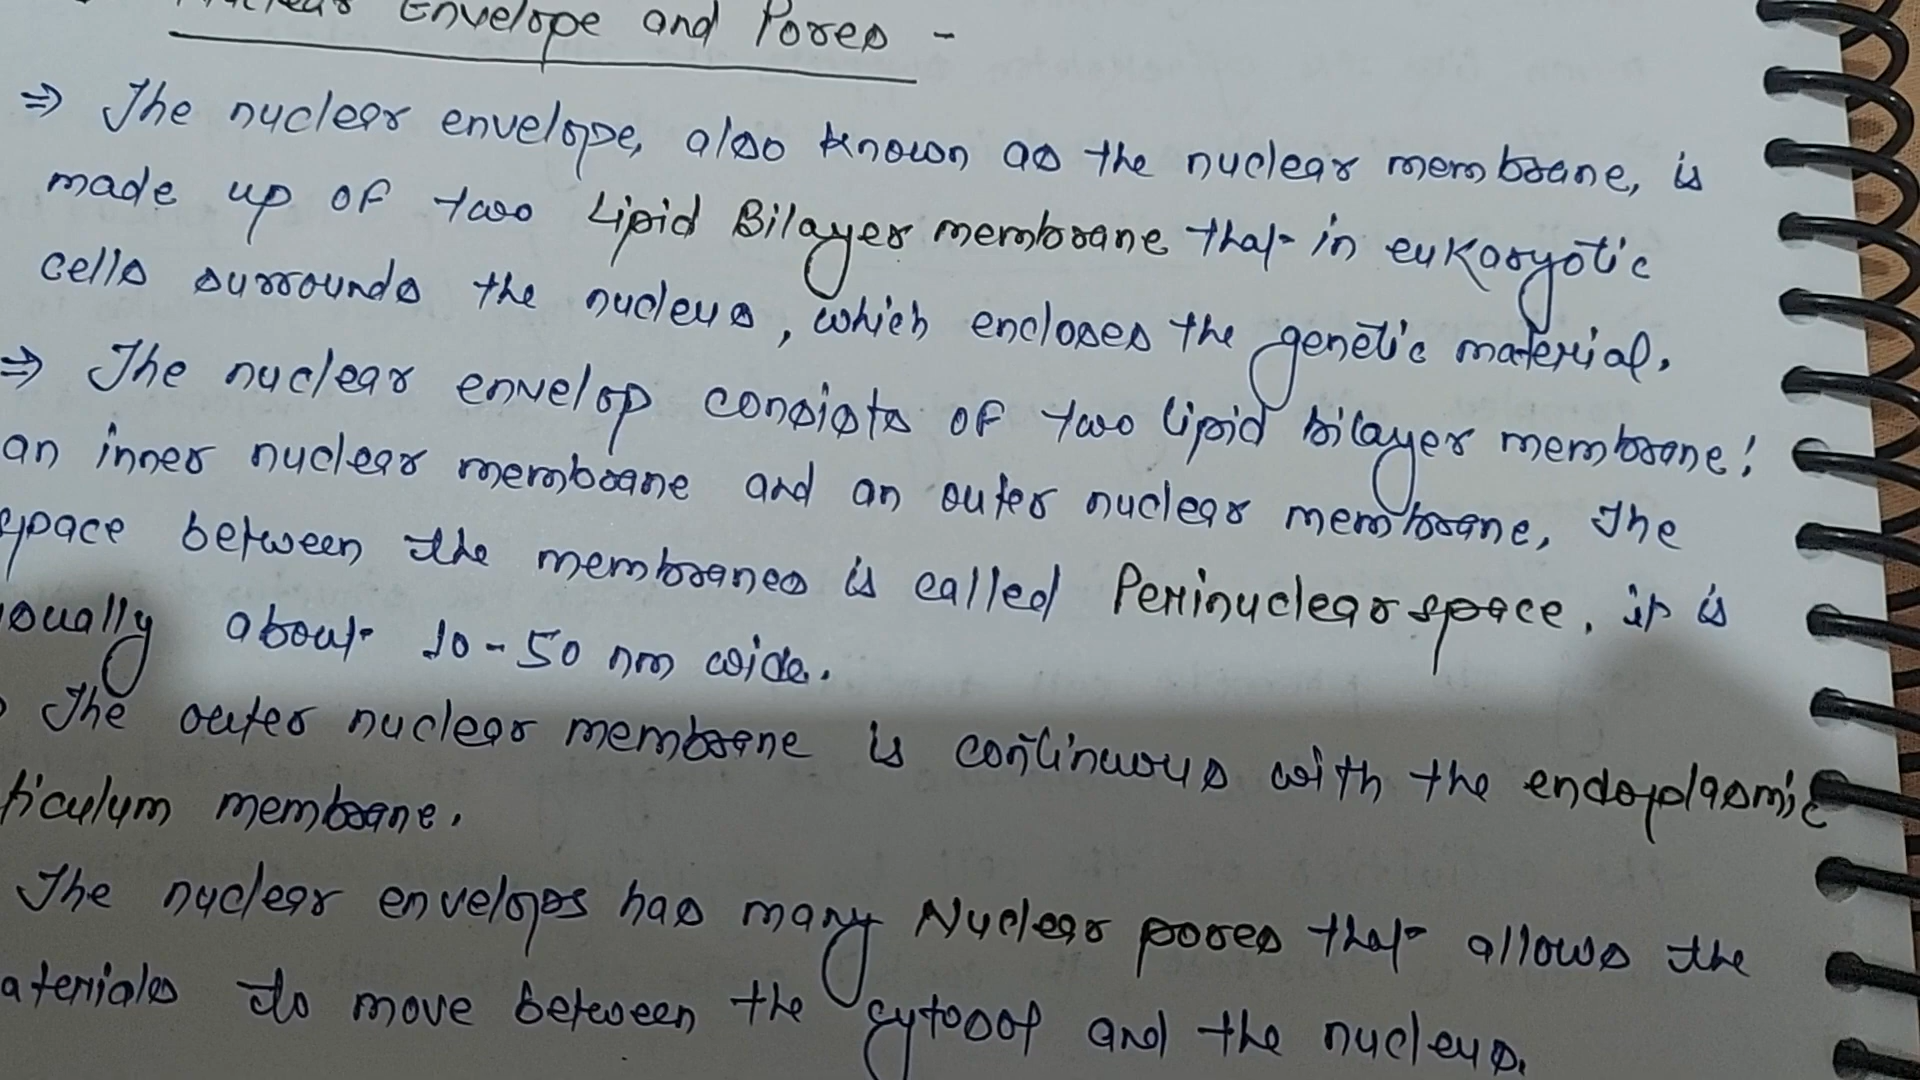 Nuclear Envelope and Pores -
⇒ The nuclear envelope, also known as the nuclear membrane, is
made up of two Lipid Bilayer membrane that in eukaryotic
cells surrounds the nucleus, which encloses the genetic material.
⇒ The nuclear envelop consists of two lipid bilayer membrane:
an inner nuclear membrane and an outer nuclear membrane, The
space between the membranes is called Perinuclear space. it is
usually about 10-50 nm wide.
The outer nuclear membrane is continuous with the endoplasmic
ticulum membrane.
The nuclear envelops has many Nuclear pores that allows the
aterials to move between the cytosol and the nucleus.